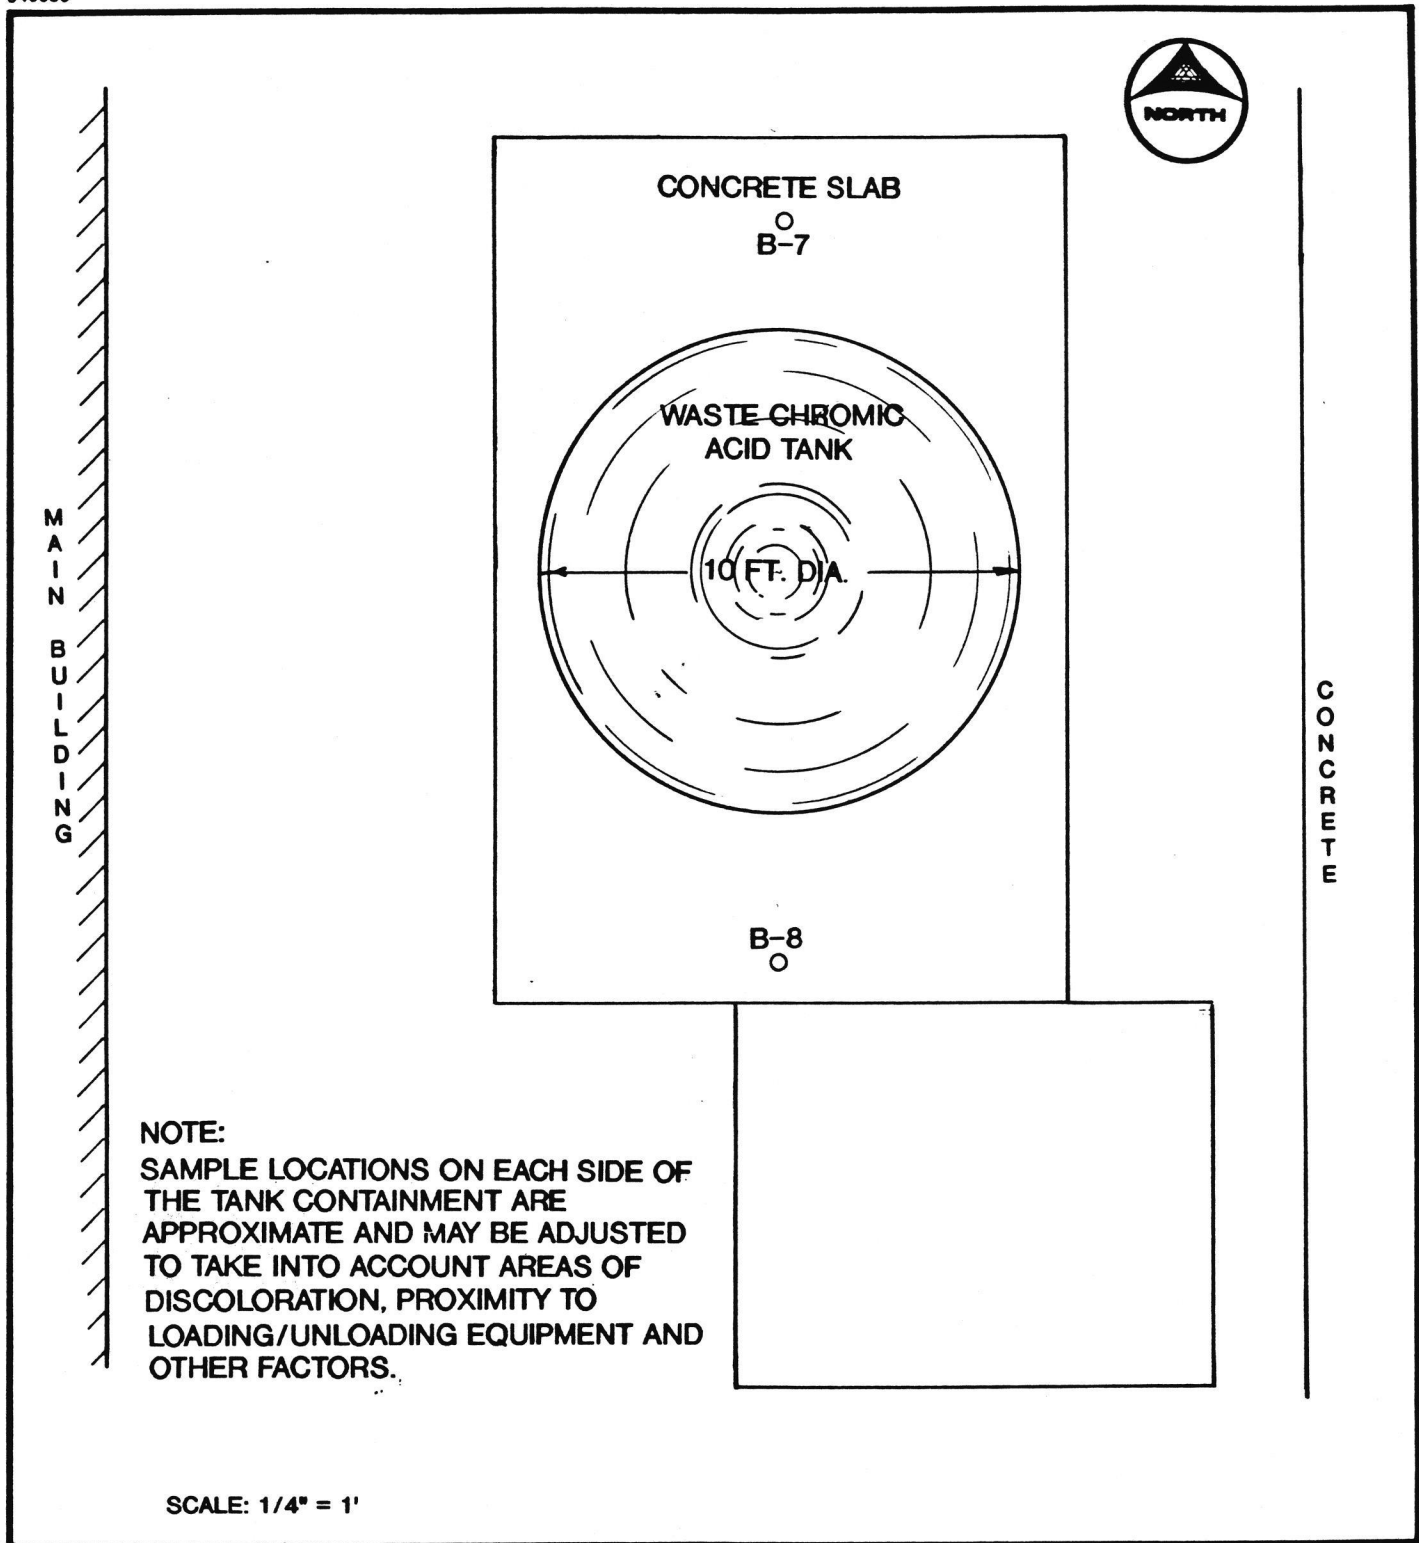 NORTH
CONCRETE SLAB
B-7
WASTE CHROMIC
ACID TANK
10 FT. DIA.
MAIN BUILDING
CONCRETE
B-8
NOTE:
SAMPLE LOCATIONS ON EACH SIDE OF
THE TANK CONTAINMENT ARE
APPROXIMATE AND MAY BE ADJUSTED
TO TAKE INTO ACCOUNT AREAS OF
DISCOLORATION, PROXIMITY TO
LOADING/UNLOADING EQUIPMENT AND
OTHER FACTORS.
SCALE: 1/4" = 1'